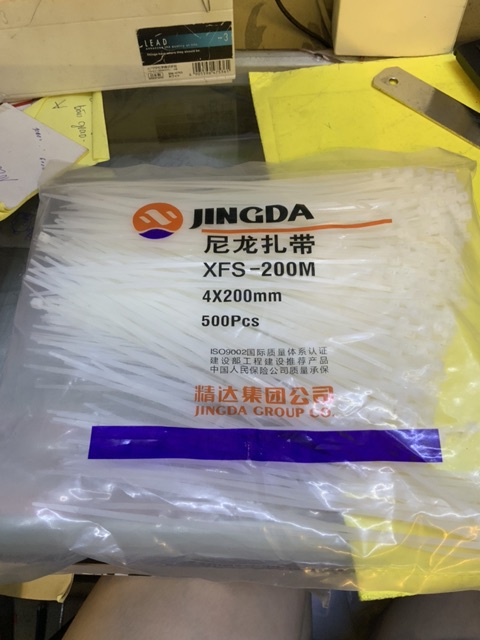 LEAD
-3
JINGDA
尼龙扎带
XFS-200M
4X200mm
500Pcs
ISO9002国际质量体系认证
建设部工程建设推荐产品
中国人民保险公司质量承保
精达集团公司
JINGDA GROUP CO.